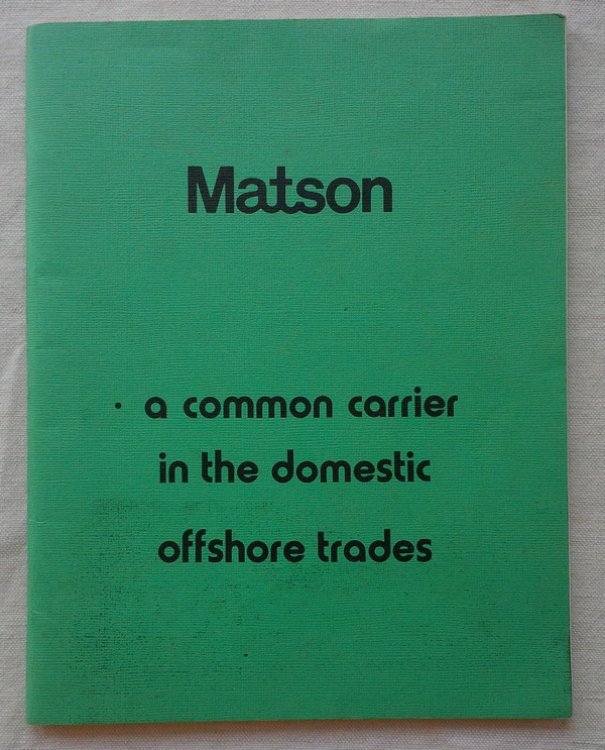 Matson
· a common carrier
in the domestic
offshore trades